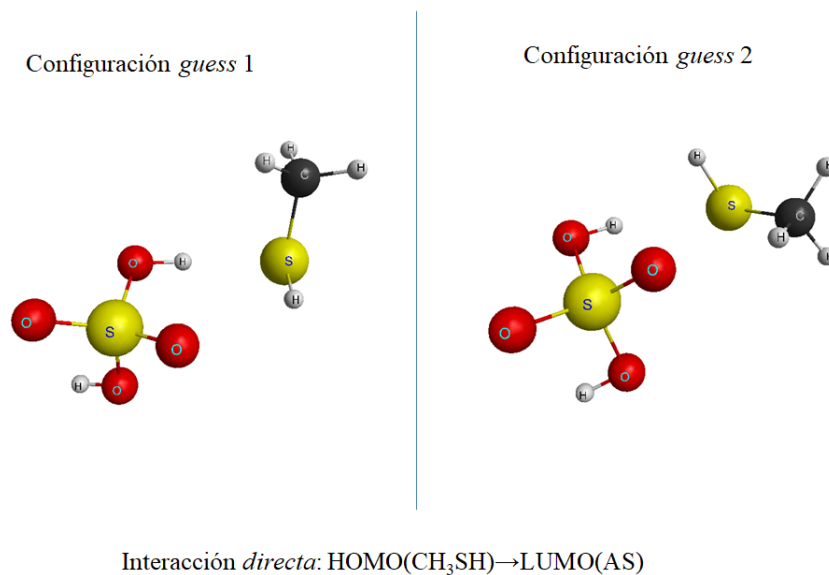 Configuración guess 1
Configuración guess 2
H
H
C
H
S
H
O
H
O
S
O
H
O
H
S
C
H
H
H
O
H
O
S
O
O
H
Interacción directa: HOMO(CH₃SH)→LUMO(AS)